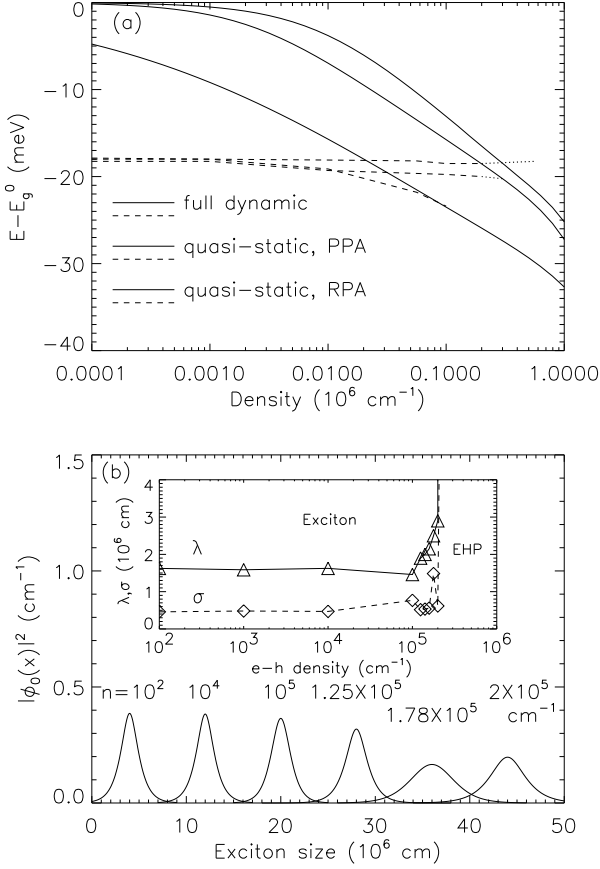 (a)
0
−10
−20
−30
−40
E−E_g^0 (meV)
full dynamic
quasi−static, PPA
quasi−static, RPA
0.0001 0.0010 0.0100 0.1000 1.0000
Density (10^6 cm^−1)
(b)
1.5
1.0
0.5
0.0
|ϕ_0(x)|^2 (cm^−1)
4
3
2
1
0
λ,σ (10^6 cm)
Exciton
EHP
λ
σ
10^2 10^3 10^4 10^5 10^6
e−h density (cm^−1)
n=10^2 10^4 10^5 1.25X10^5 2X10^5
1.78X10^5 cm^−1
0 10 20 30 40 50
Exciton size (10^6 cm)